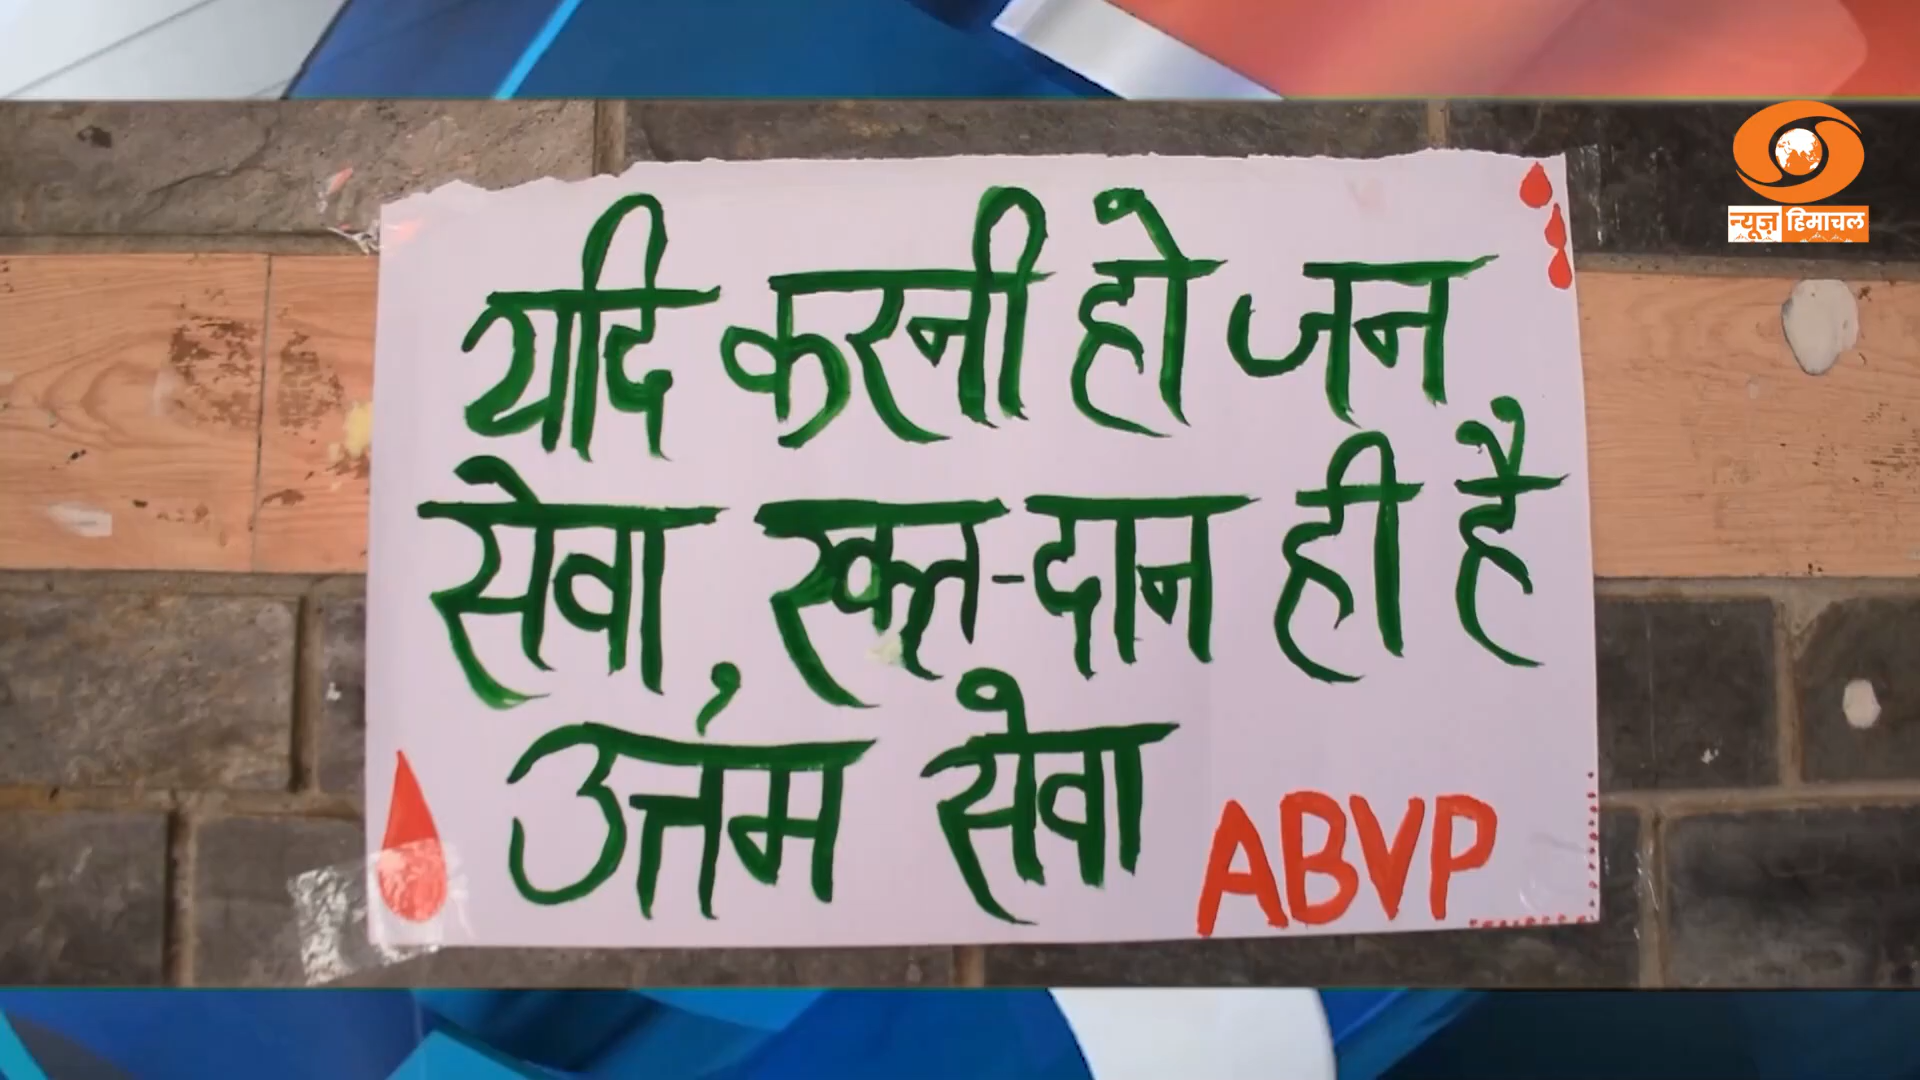 न्यूज़ हिमाचल
यदि करनी हो जन
सेवा, रक्त-दान ही है
उत्तम सेवा
ABVP